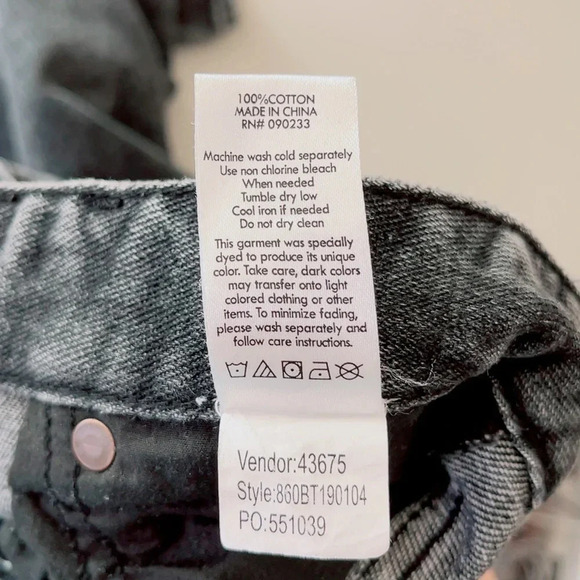 100%COTTON
MADE IN CHINA
RN# 090233
Machine wash cold separately
Use non chlorine bleach
When needed
Tumble dry low
Cool iron if needed
Do not dry clean
This garment was specially
dyed to produce its unique
color. Take care, dark colors
may transfer onto light
colored clothing or other
items. To minimize fading,
please wash separately and
follow care instructions.
Vendor:43675
Style:860BT190104
PO:551039